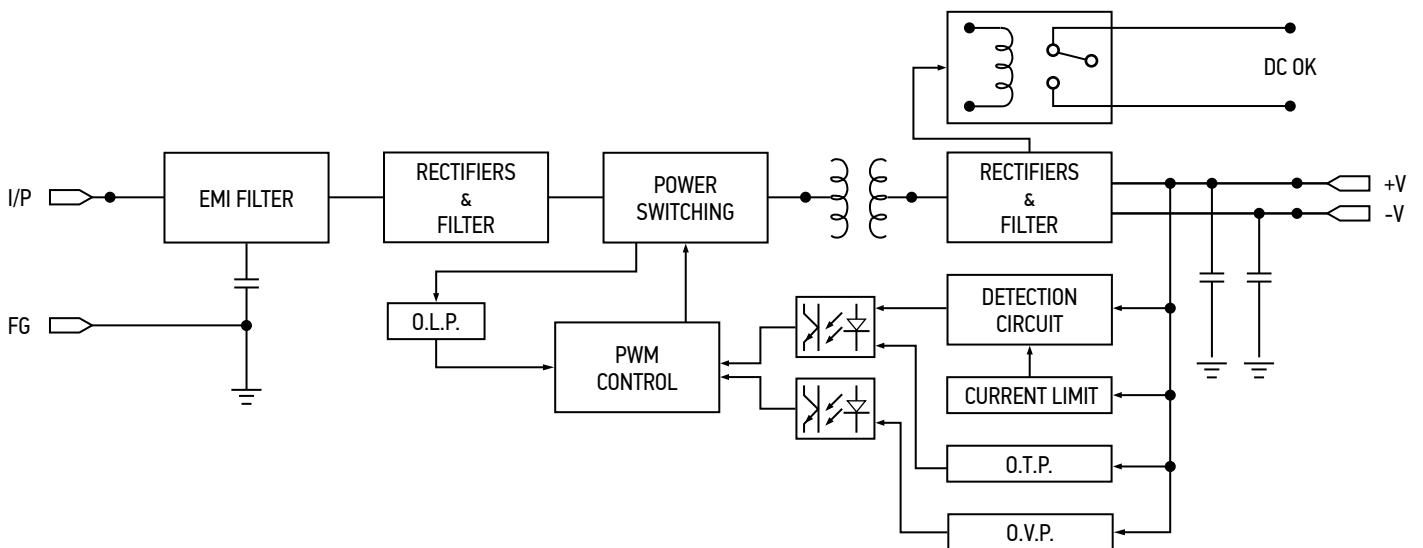 DC OK
I/P
EMI FILTER
RECTIFIERS
&
FILTER
POWER
SWITCHING
RECTIFIERS
&
FILTER
+V
-V
FG
O.L.P.
PWM
CONTROL
DETECTION
CIRCUIT
CURRENT LIMIT
O.T.P.
O.V.P.